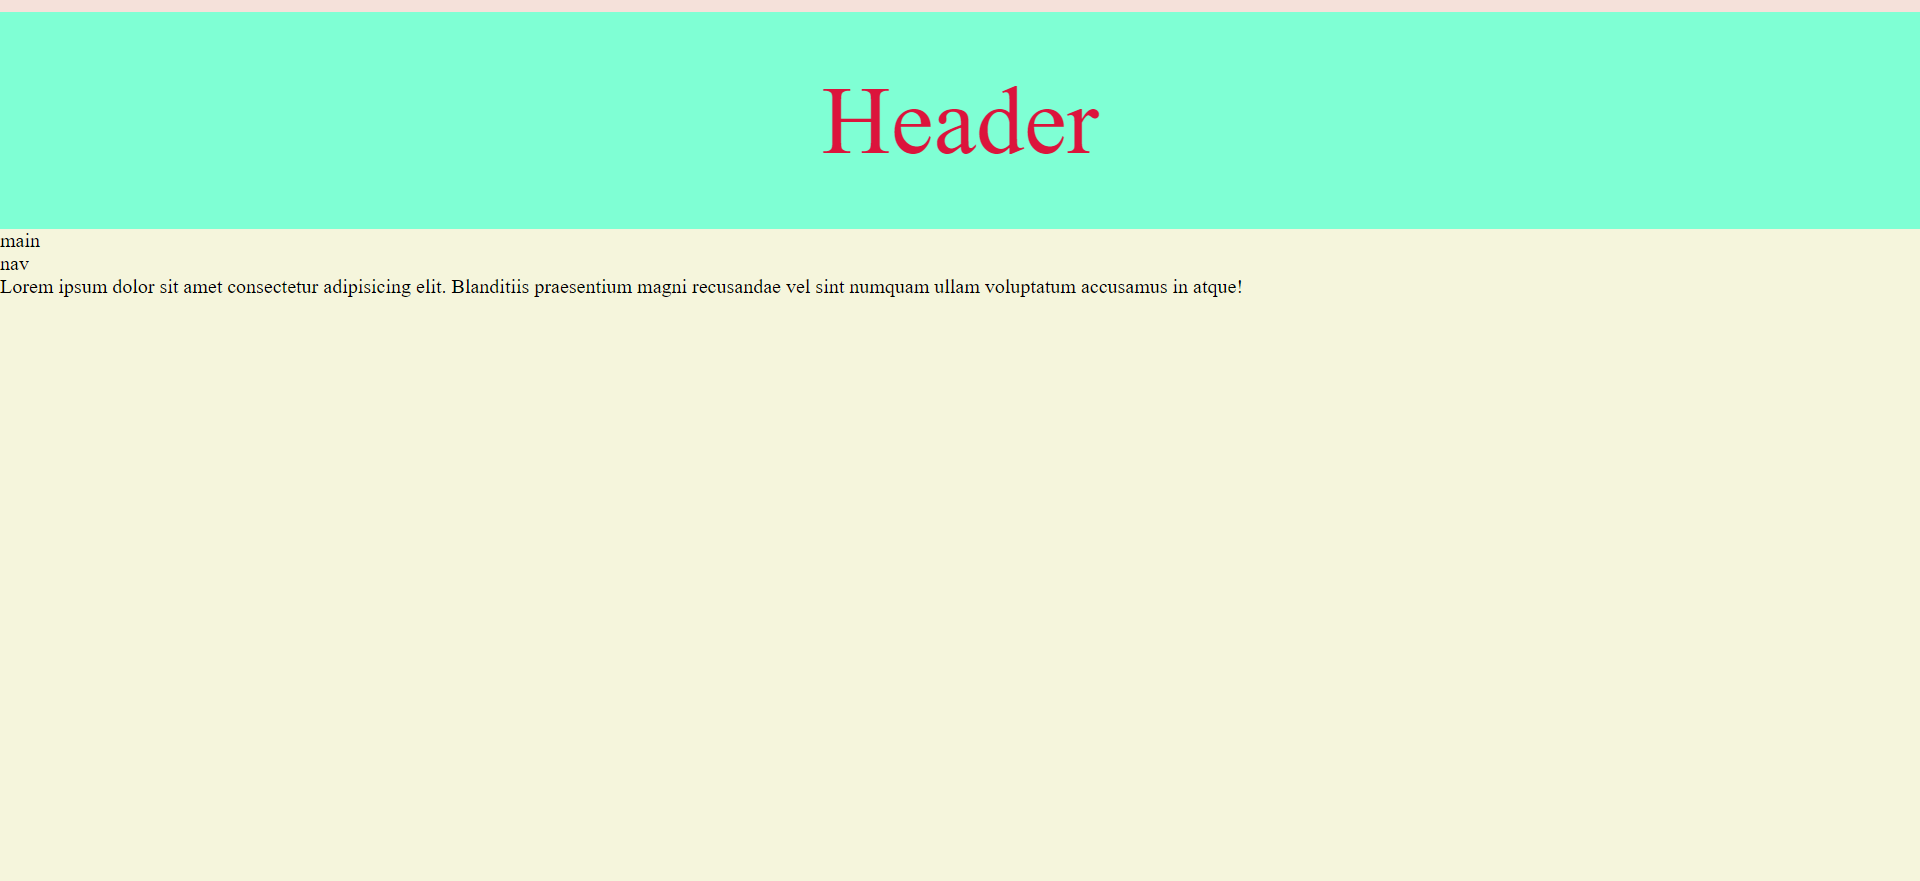 Header
main
nav
Lorem ipsum dolor sit amet consectetur adipisicing elit. Blanditiis praesentium magni recusandae vel sint numquam ullam voluptatum accusamus in atque!